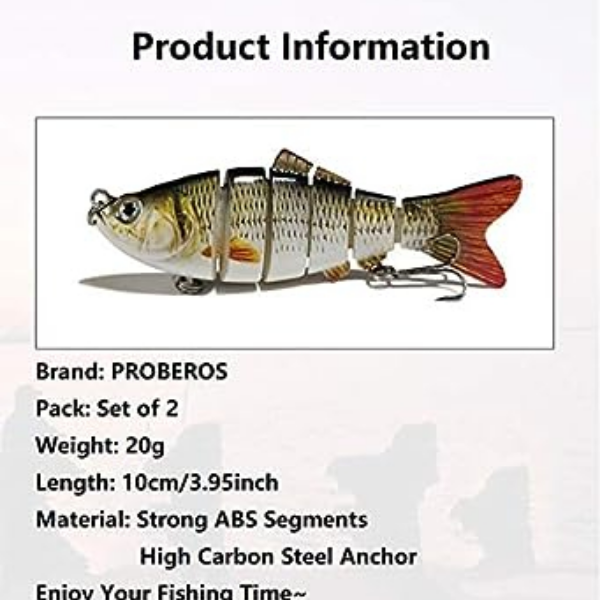 Product Information
Brand: PROBEROS
Pack: Set of 2
Weight: 20g
Length: 10cm/3.95inch
Material: Strong ABS Segments
High Carbon Steel Anchor
Enjoy Your Fishing Time~